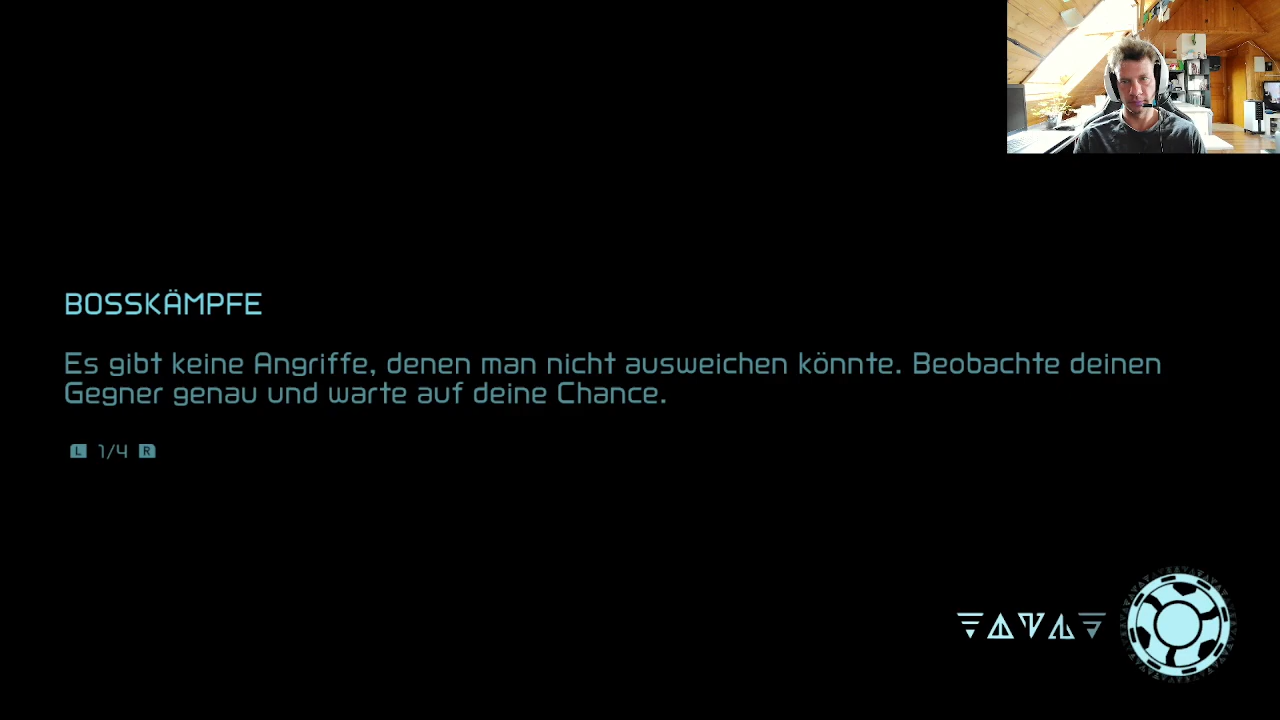 BOSSKÄMPFE
Es gibt keine Angriffe, denen man nicht ausweichen könnte. Beobachte deinen
Gegner genau und warte auf deine Chance.
L 1/4 R